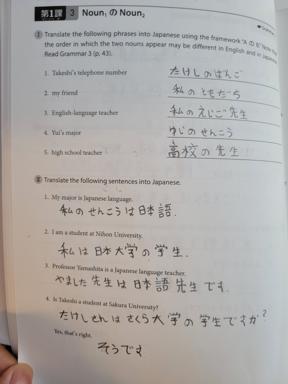 第1課 3 Noun₁ の Noun₂
I Translate the following phrases into Japanese using the framework "A の B."
the order in which the two nouns appear may be different in English and in Japanese.
Read Grammar 3 (p. 43).
1. Takeshi's telephone number たけしのばんご
2. my friend 私のともだち
3. English-language teacher 私のえごご先生
4. Yui's major ゆいのせんこう
5. high school teacher 高校の先生
II Translate the following sentences into Japanese.
1. My major is Japanese language.
私のせんこうは日本語.
2. I am a student at Nihon University.
私は日本大学の学生.
3. Professor Yamashita is a Japanese language teacher.
やました先生は日本語先生です.
4. Is Takeshi a student at Sakura University?
たけしさんはさくら大学の学生ですか?
Yes, that's right.
そうです